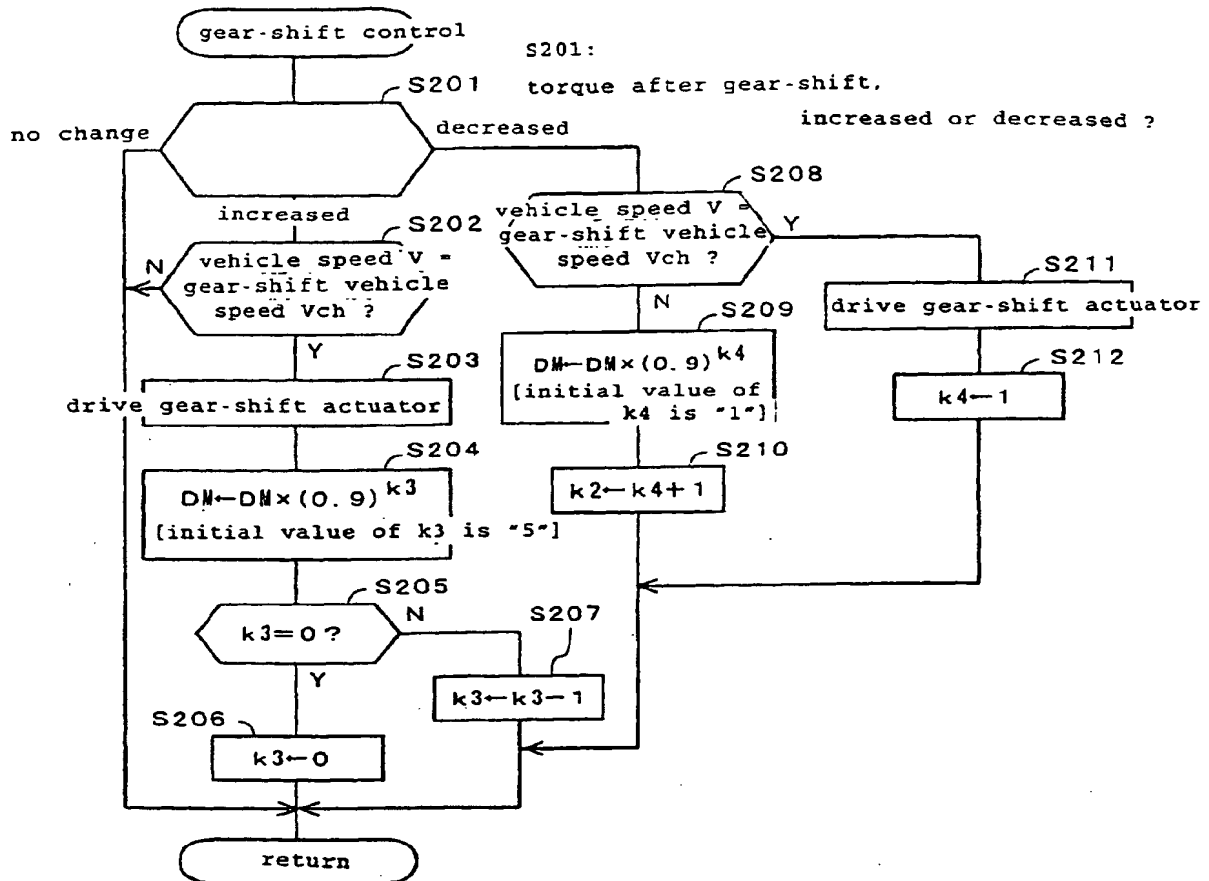 gear-shift control
S201:
torque after gear-shift,
increased or decreased ?
S201
no change
decreased
increased
S202
N
vehicle speed V =
gear-shift vehicle
speed Vch ?
Y
S203
drive gear-shift actuator
S204
DM←DM×(0.9)^k3
[initial value of k3 is "5"]
S205
k3=0?
N
Y
S206
k3←0
S207
k3←k3-1
S208
vehicle speed V =
gear-shift vehicle
speed Vch ?
Y
N
S209
DM←DM×(0.9)^k4
[initial value of
k4 is "1"]
S210
k2←k4+1
S211
drive gear-shift actuator
S212
k4←1
return